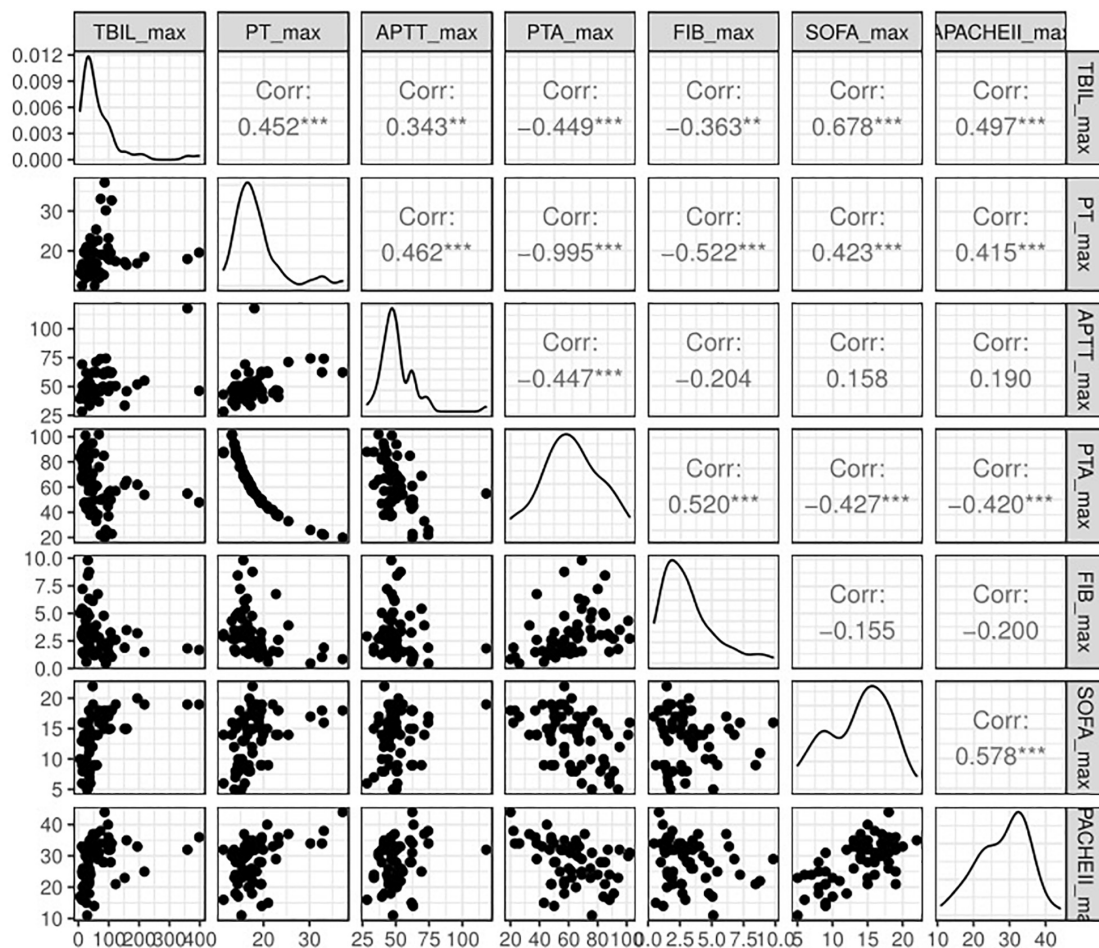 TBIL_max PT_max APTT_max PTA_max FIB_max SOFA_max APACHEII_max
0.012
0.009
0.006
0.003
0.000
Corr: Corr: Corr: Corr: Corr: Corr:
0.452*** 0.343** −0.449*** −0.363** 0.678*** 0.497***
TBIL_max
30
20
Corr: Corr: Corr: Corr: Corr:
0.462*** −0.995*** −0.522*** 0.423*** 0.415***
PT_max
100
75
50
25
Corr: Corr: Corr: Corr:
−0.447*** −0.204 0.158 0.190
APTT_max
100
80
60
40
20
Corr: Corr: Corr:
0.520*** −0.427*** −0.420***
PTA_max
10.0
7.5
5.0
2.5
0.0
Corr: Corr:
−0.155 −0.200
FIB_max
20
15
10
5
Corr:
0.578***
SOFA_max
40
30
20
10
PACHEII_ma
0 100 200 300 400 20 30 25 50 75 100 20 40 60 80 100 0.0 2.5 5.0 7.5 10.0 5 10 15 20 10 20 30 40